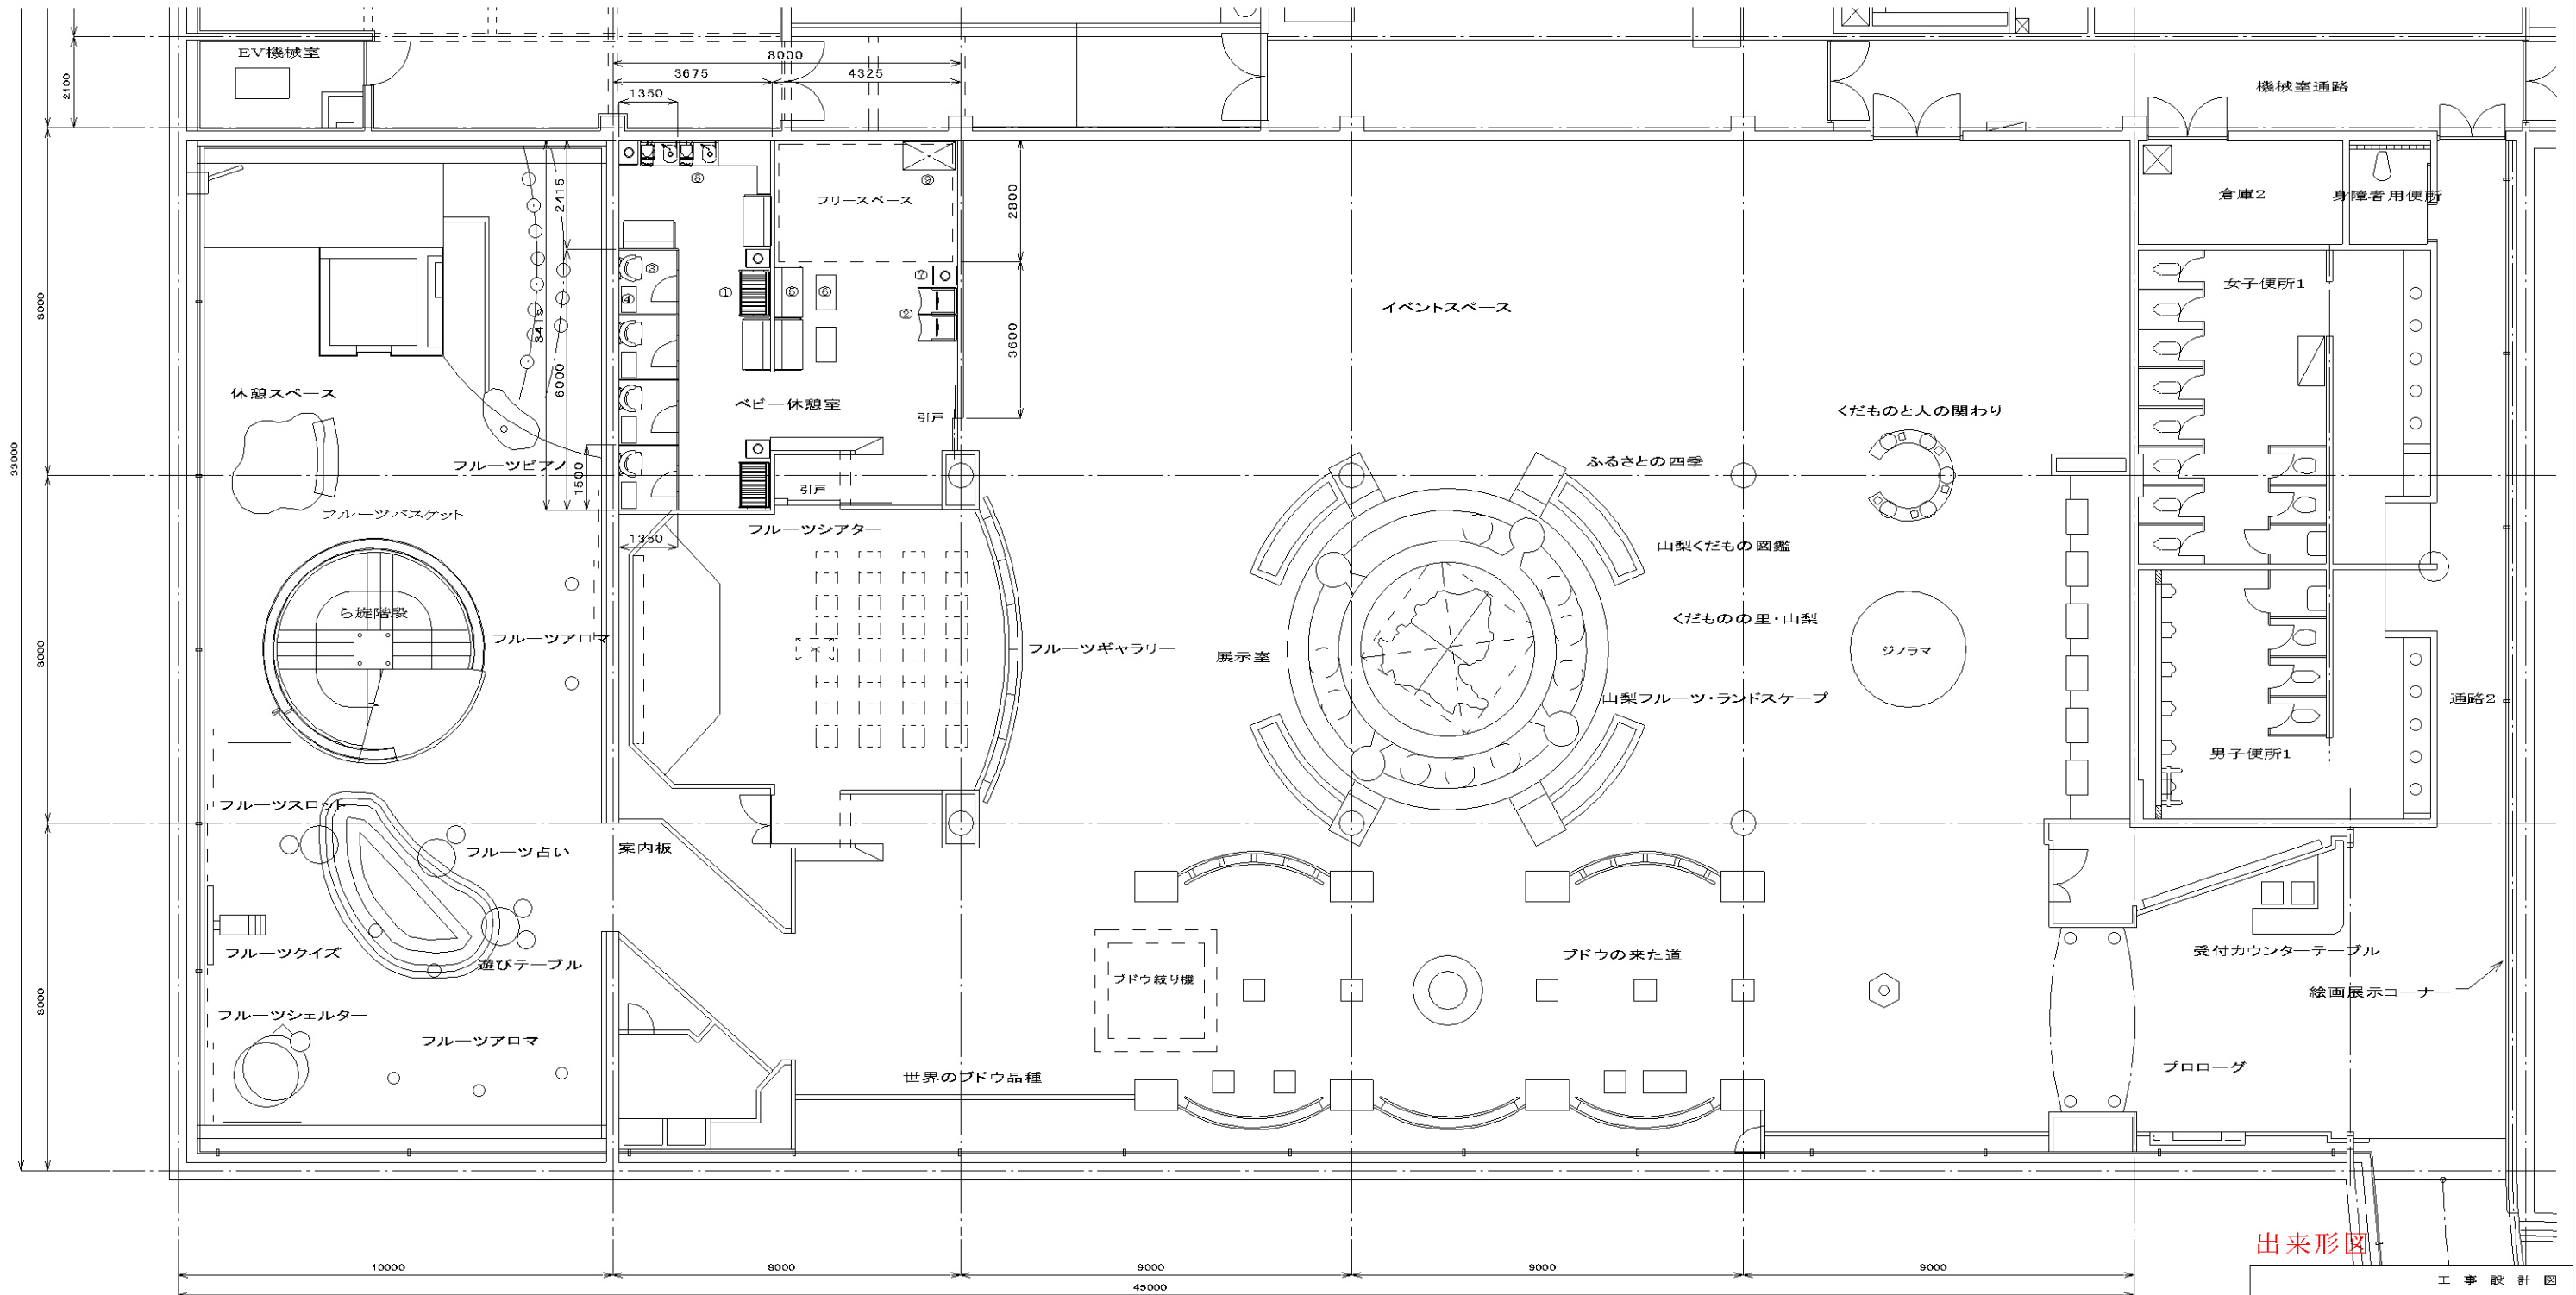 EV機械室
8000
3675
4325
2100
1350
機械室通路
⑧
フリースペース
⑨
2415
2800
倉庫2
身障者用便所
③
④
①
⑤
⑥
⑦
②
女子便所1
8000
8415
6000
3600
イベントスペース
休憩スペース
ベビー休憩室
引戸
くだものと人の関わり
33000
フルーツピアノ
1500
引戸
ふるさとの四季
フルーツバスケット
フルーツシアター
1350
山梨くだもの図鑑
ら旋階段
フルーツアロマ
8000
フルーツギャラリー
展示室
くだものの里・山梨
ジノラマ
山梨フルーツ・ランドスケープ
通路2
男子便所1
フルーツスロット
フルーツ占い
案内板
フルーツクイズ
遊びテーブル
ブドウ絞り機
ブドウの来た道
受付カウンターテーブル
絵画展示コーナー
8000
フルーツシェルター
フルーツアロマ
世界のブドウ品種
プロローグ
出来形図
10000
8000
9000
9000
9000
45000
工事設計図